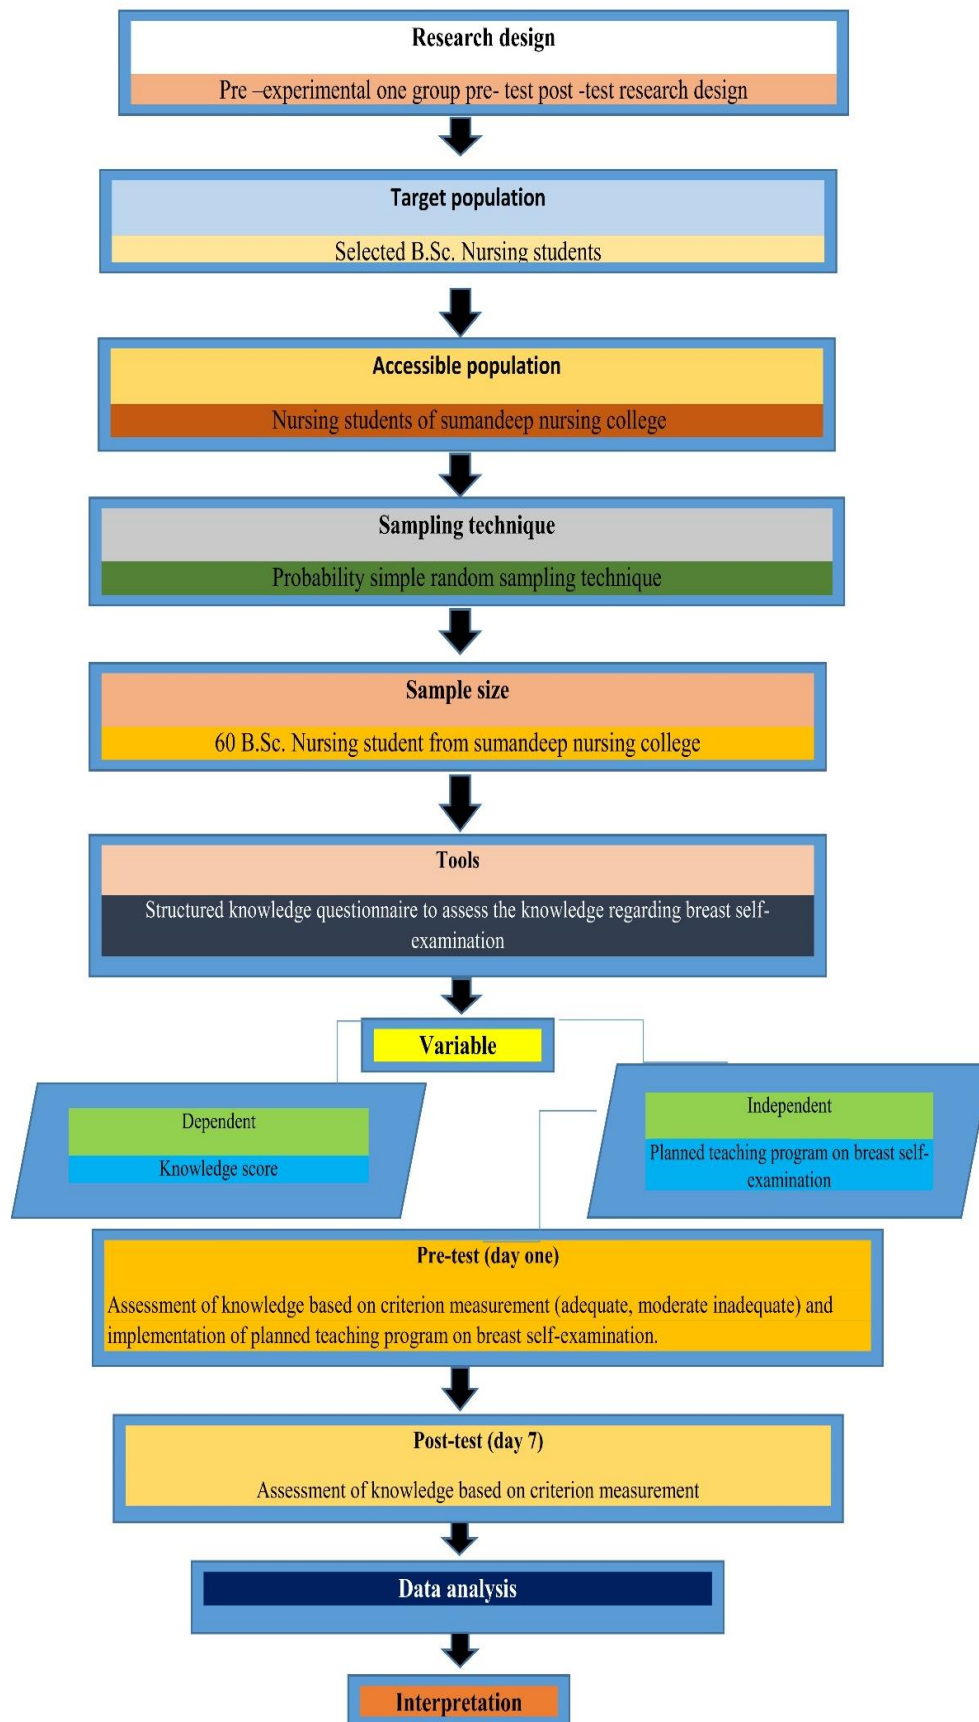 Research design
Pre –experimental one group pre- test post -test research design
Target population
Selected B.Sc. Nursing students
Accessible population
Nursing students of sumandeep nursing college
Sampling technique
Probability simple random sampling technique
Sample size
60 B.Sc. Nursing student from sumandeep nursing college
Tools
Structured knowledge questionnaire to assess the knowledge regarding breast self-
examination
Variable
Dependent
Knowledge score
Independent
Planned teaching program on breast self-
examination
Pre-test (day one)
Assessment of knowledge based on criterion measurement (adequate, moderate inadequate) and
implementation of planned teaching program on breast self-examination.
Post-test (day 7)
Assessment of knowledge based on criterion measurement
Data analysis
Interpretation